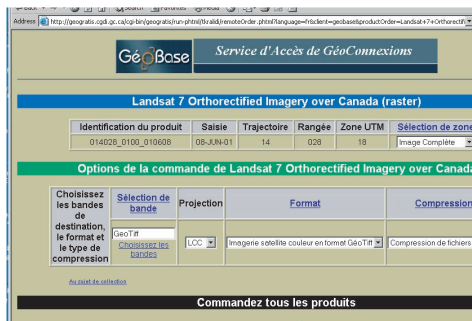 Address http://geogratis.cgdi.gc.ca/cgi-bin/geogratis/run-phtml/tkralid/remoteOrder.phtml?language=fr&client=geobase&productOrder=Landsat+7+Orthorectifi
GéoBase
Service d'Accès de GéoConnexions
Landsat 7 Orthorectified Imagery over Canada (raster)
Identification du produit Saisie Trajectoire Rangée Zone UTM Sélection de zone
014028_0100_010608 08-JUN-01 14 028 18 Image Complète
Options de la commande de Landsat 7 Orthorectified Imagery over Canada
Choisissez les bandes de destination, le format et le type de compression
Sélection de bande
Projection
Format
Compression
GeoTiff
Choisissez les bandes
LCC
Imagerie satellite couleur en format GéoTiff
Compression de fichiers
Au sujet de collection
Commandez tous les produits